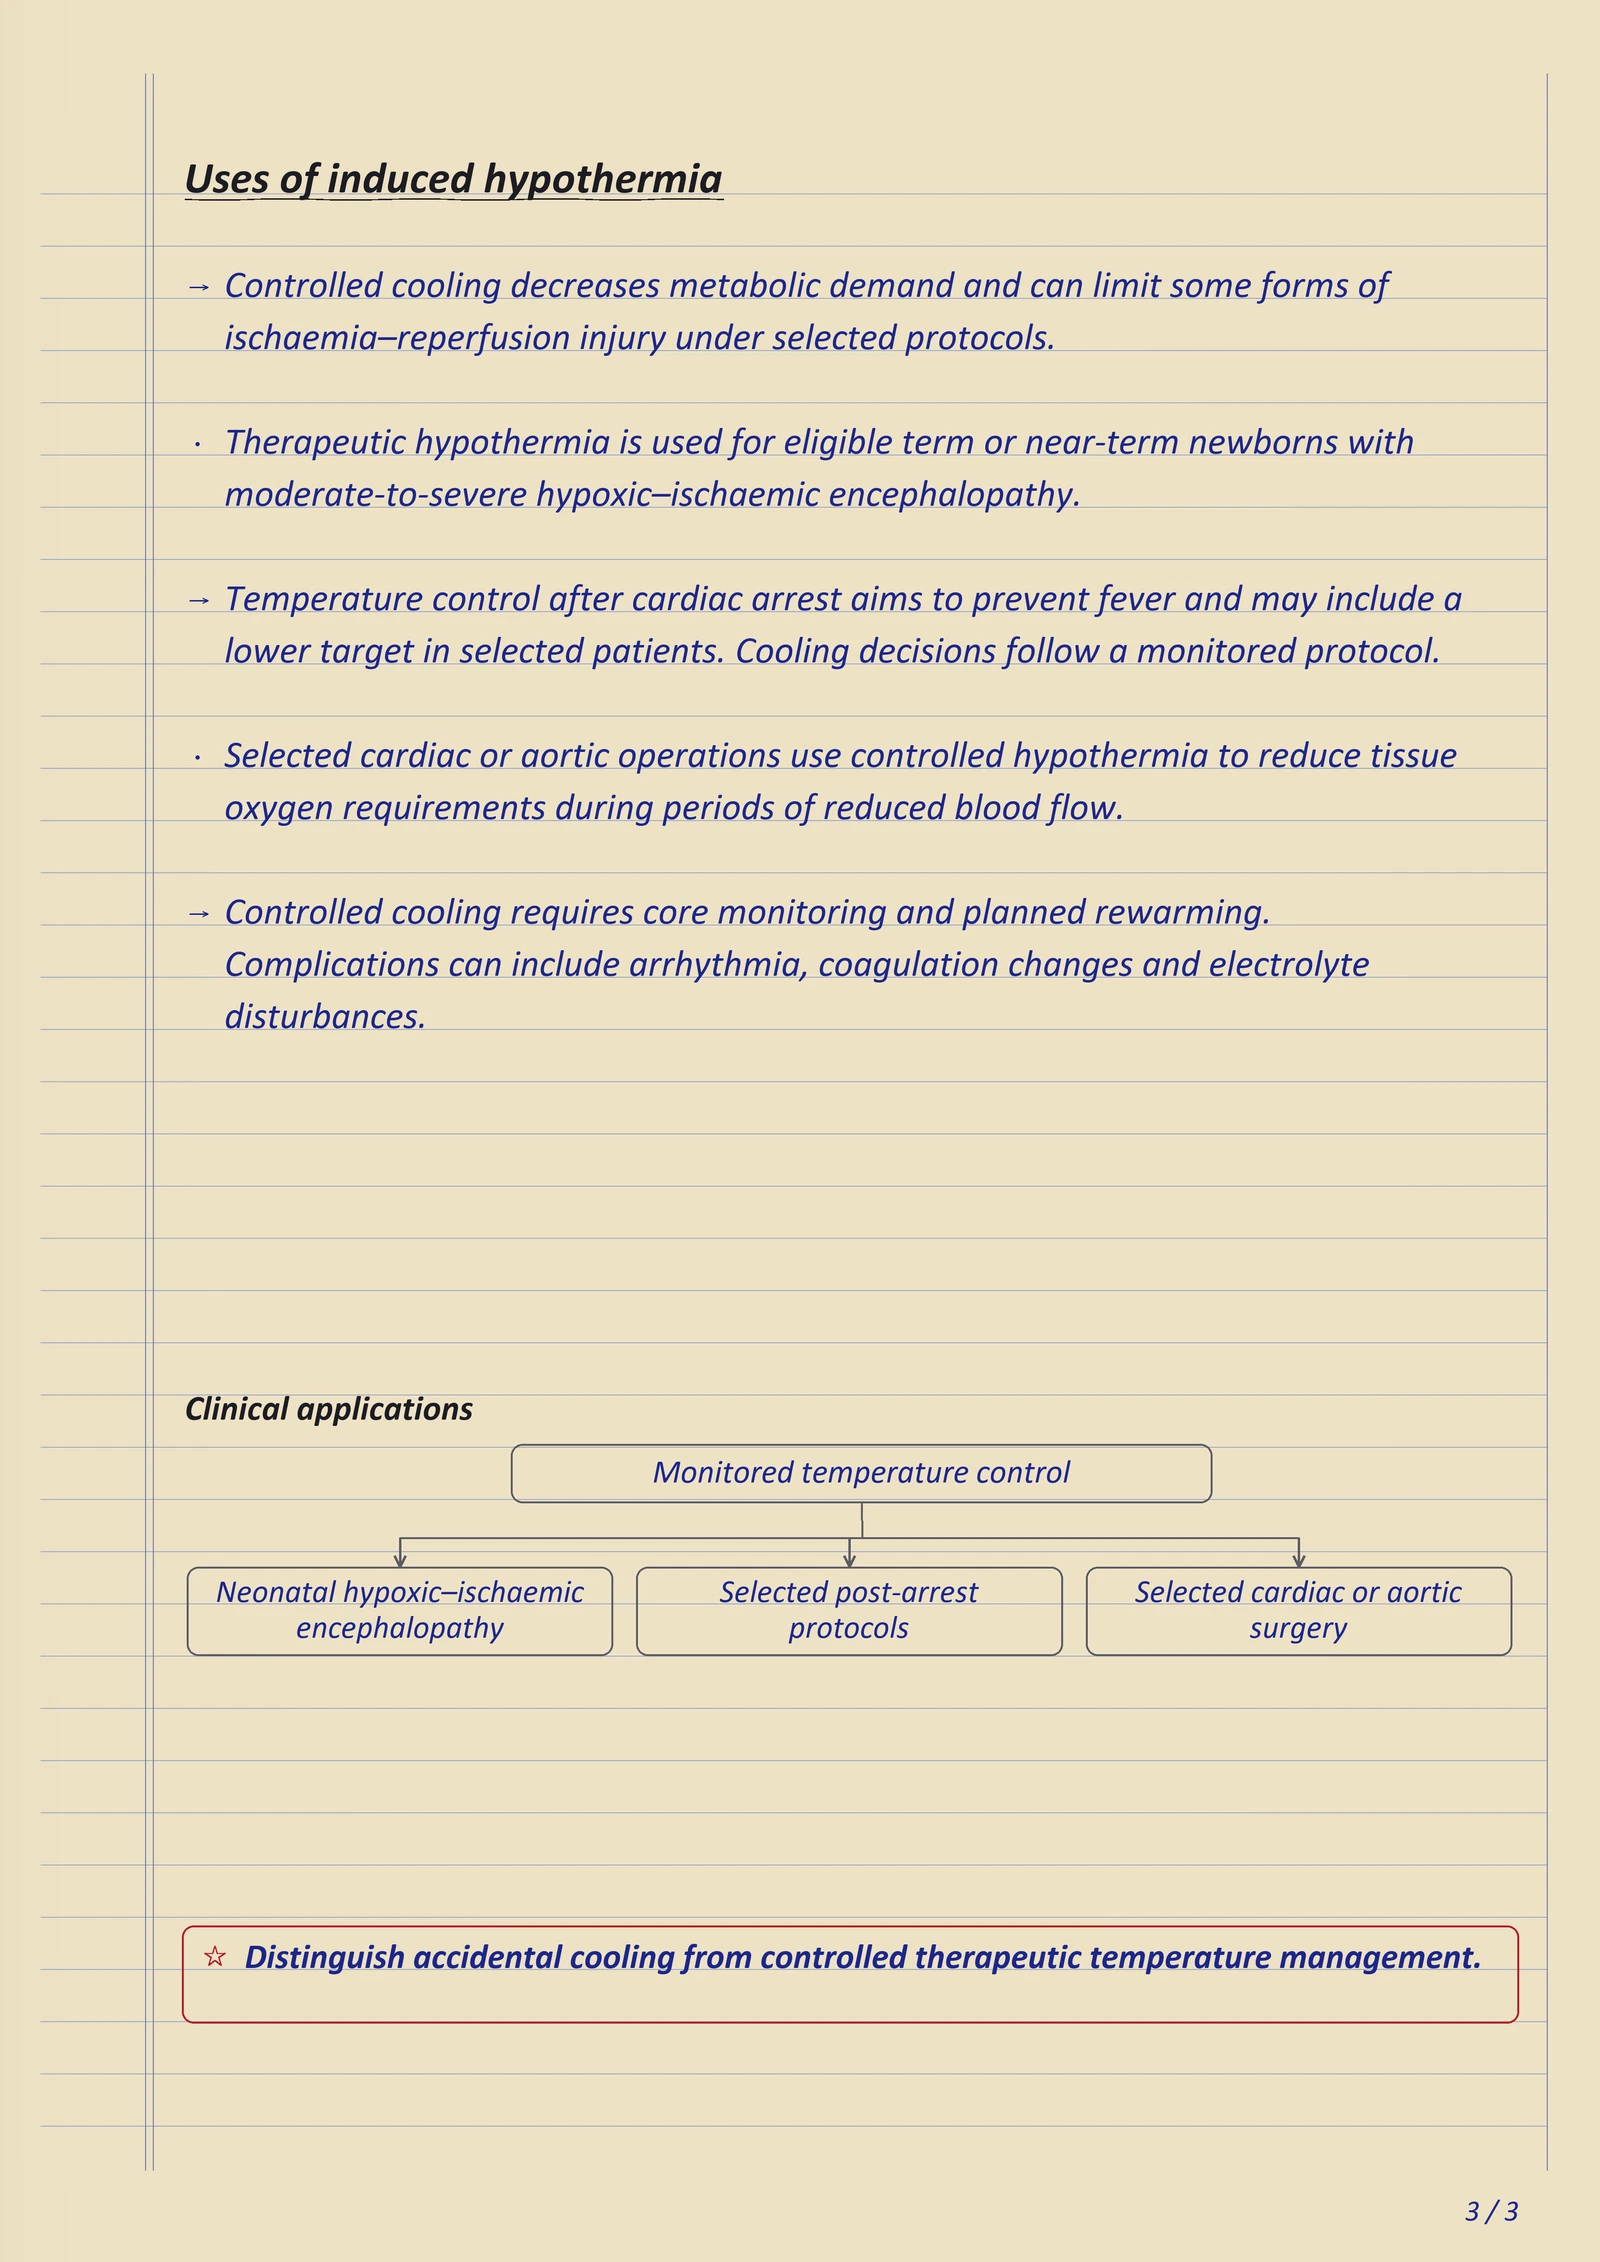 Uses of induced hypothermia
→ Controlled cooling decreases metabolic demand and can limit some forms of
ischaemia–reperfusion injury under selected protocols.
· Therapeutic hypothermia is used for eligible term or near-term newborns with
moderate-to-severe hypoxic–ischaemic encephalopathy.
→ Temperature control after cardiac arrest aims to prevent fever and may include a
lower target in selected patients. Cooling decisions follow a monitored protocol.
· Selected cardiac or aortic operations use controlled hypothermia to reduce tissue
oxygen requirements during periods of reduced blood flow.
→ Controlled cooling requires core monitoring and planned rewarming.
Complications can include arrhythmia, coagulation changes and electrolyte
disturbances.
Clinical applications
Monitored temperature control
Neonatal hypoxic–ischaemic
encephalopathy
Selected post-arrest
protocols
Selected cardiac or aortic
surgery
☆ Distinguish accidental cooling from controlled therapeutic temperature management.
3 / 3